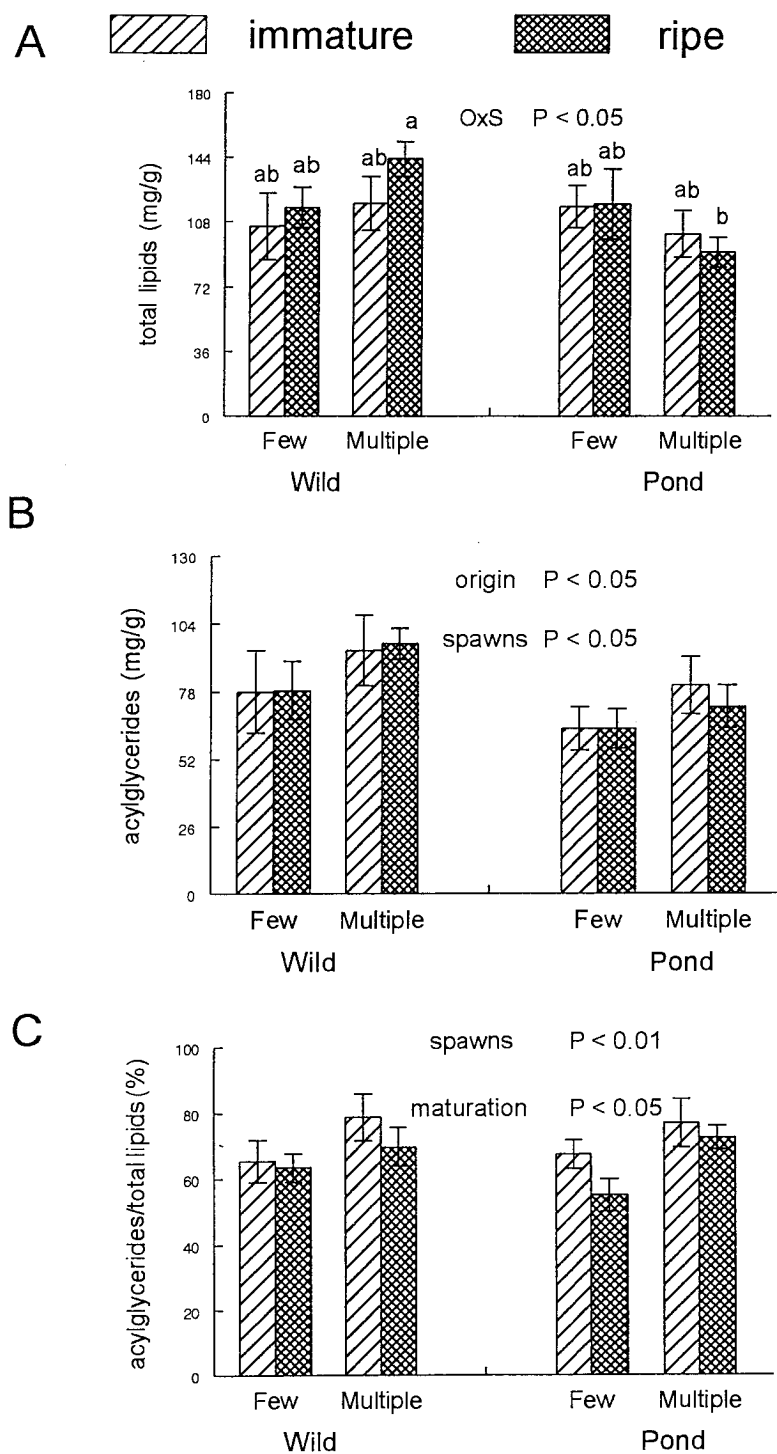 A
immature ripe
180
144
108
72
36
0
total lipids (mg/g)
OxS P < 0.05
ab ab ab a ab ab ab b
Few Multiple Few Multiple
Wild Pond
B
130
104
78
52
26
0
acylglycerides (mg/g)
origin P < 0.05
spawns P < 0.05
Few Multiple Few Multiple
Wild Pond
C
100
80
60
40
20
0
acylglycerides/total lipids (%)
spawns P < 0.01
maturation P < 0.05
Few Multiple Few Multiple
Wild Pond